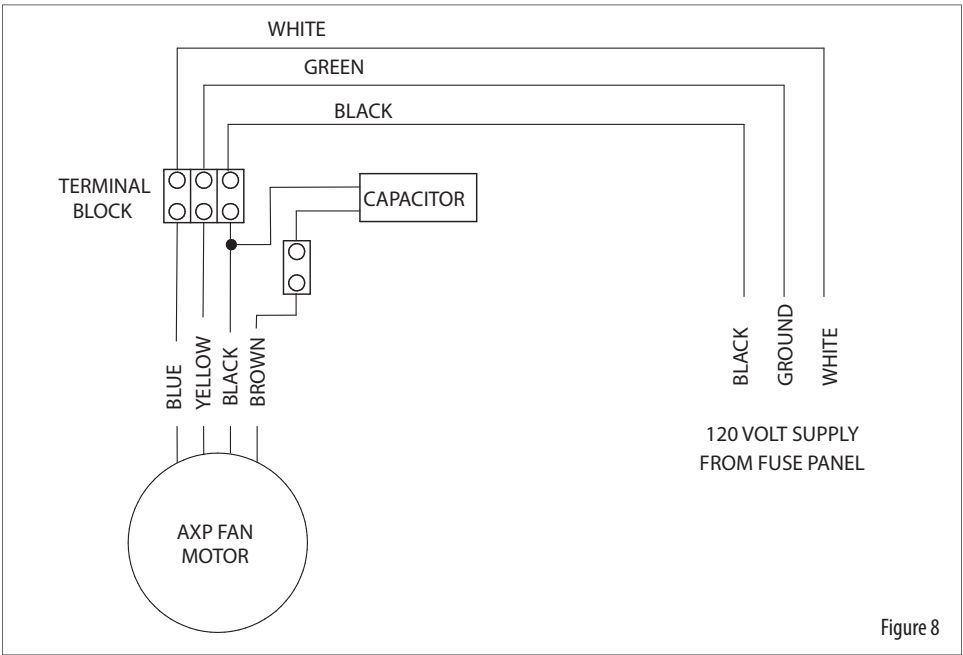 WHITE
GREEN
BLACK
TERMINAL
BLOCK
CAPACITOR
BLUE
YELLOW
BLACK
BROWN
BLACK
GROUND
WHITE
120 VOLT SUPPLY
FROM FUSE PANEL
AXP FAN
MOTOR
Figure 8